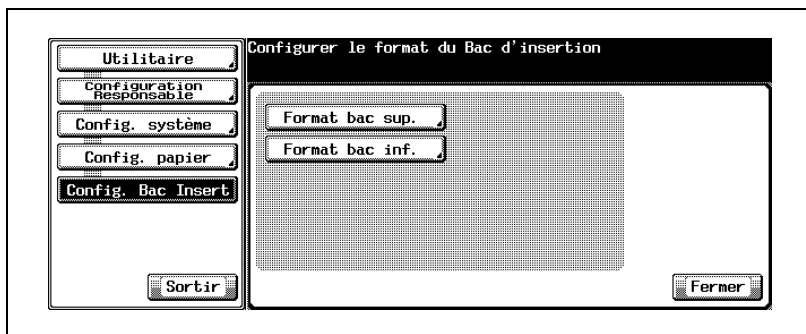 Utilitaire
Configuration
Responsable
Config. système
Config. papier
Config. Bac Insert
Sortir
Configurer le format du Bac d'insertion
Format bac sup.
Format bac inf.
Fermer